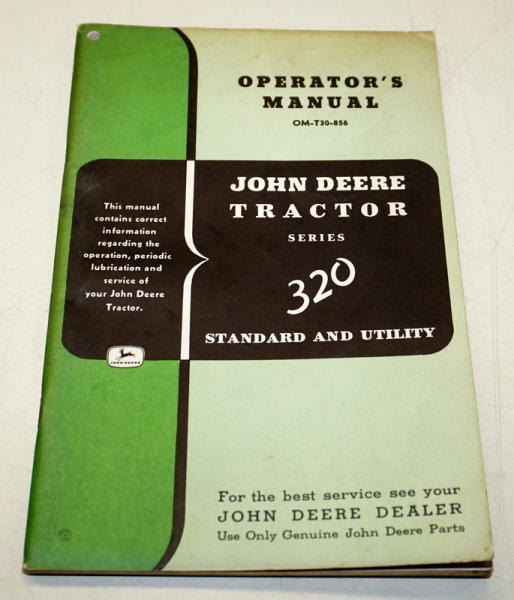 OPERATOR'S
MANUAL
OM-T30-856
This manual
contains correct
information
regarding the
operation, periodic
lubrication and
service of
your John Deere
Tractor.
JOHN DEERE
TRACTOR
SERIES
320
STANDARD AND UTILITY
JOHN DEERE
For the best service see your
JOHN DEERE DEALER
Use Only Genuine John Deere Parts